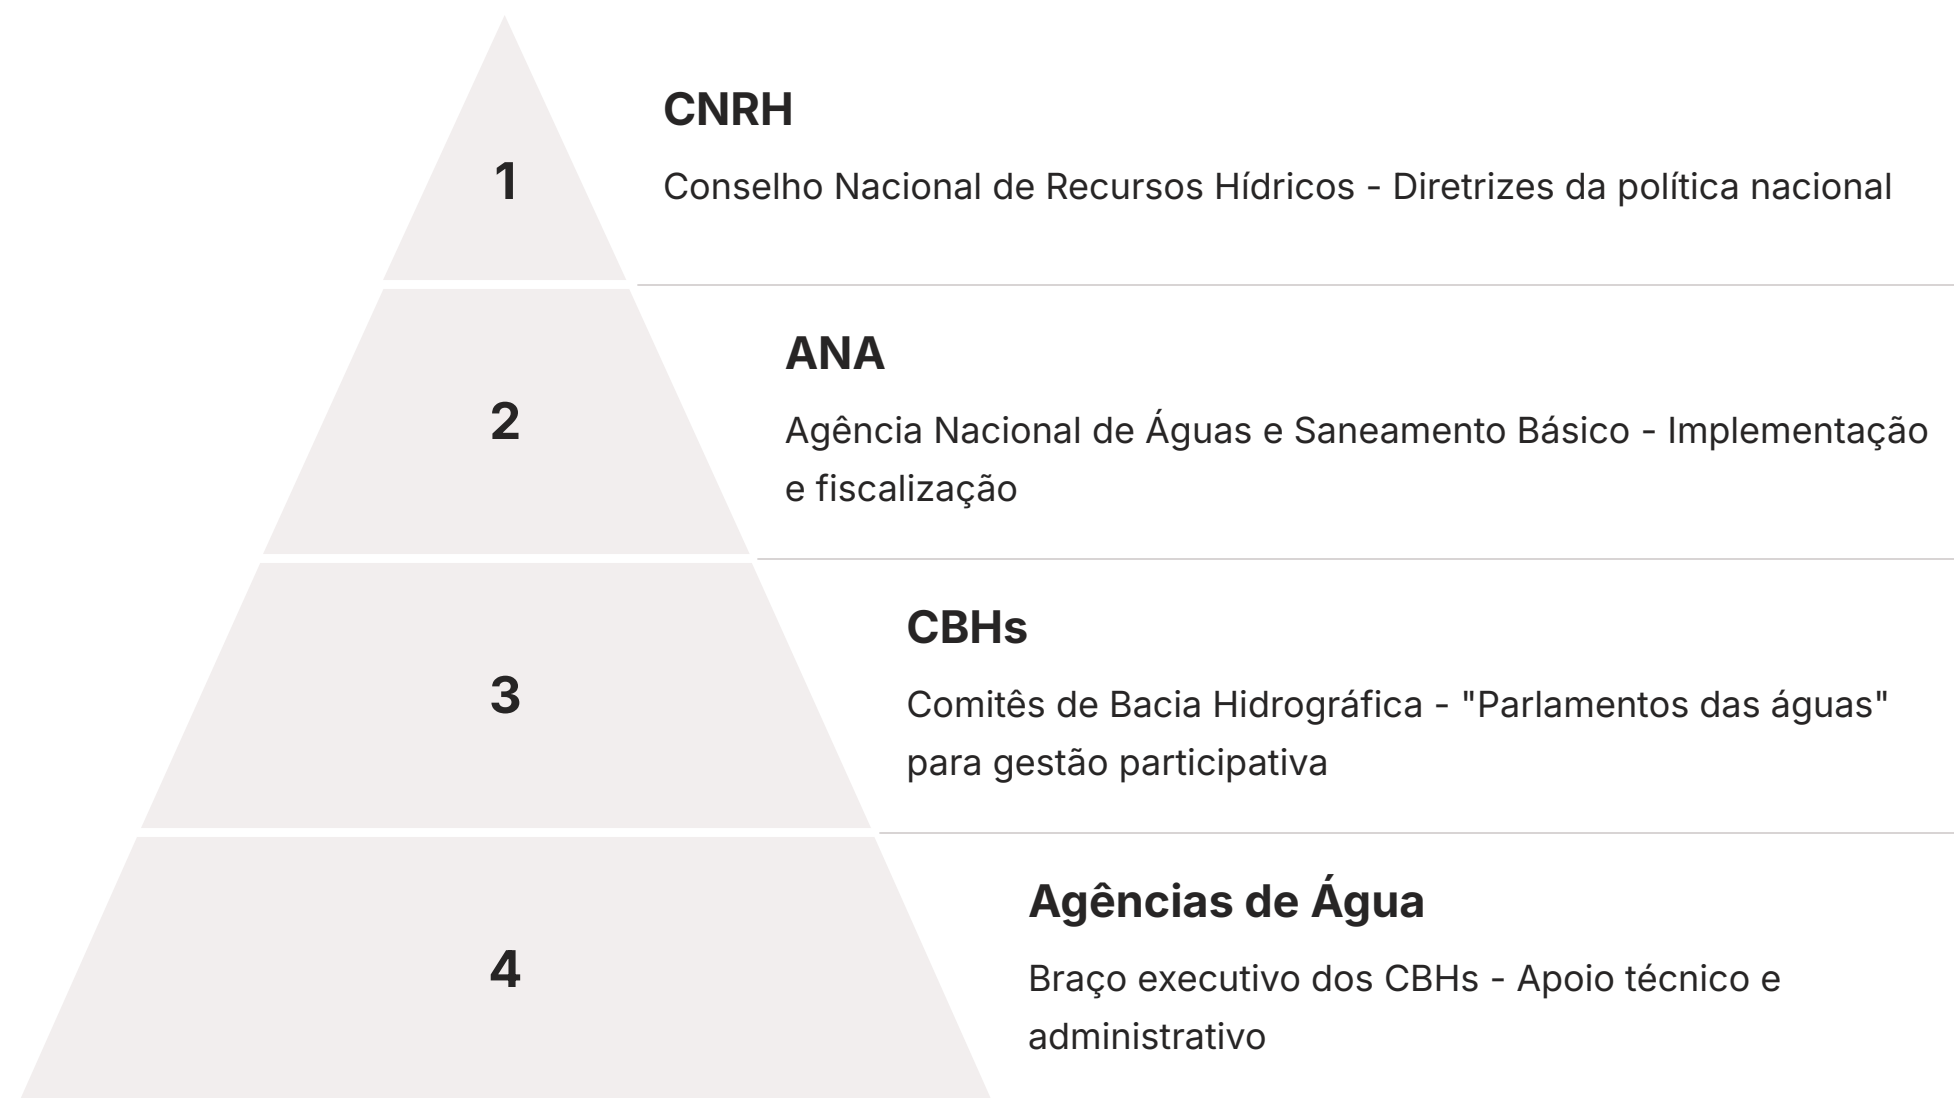 1
CNRH
Conselho Nacional de Recursos Hídricos - Diretrizes da política nacional
2
ANA
Agência Nacional de Águas e Saneamento Básico - Implementação
e fiscalização
3
CBHs
Comitês de Bacia Hidrográfica - "Parlamentos das águas"
para gestão participativa
4
Agências de Água
Braço executivo dos CBHs - Apoio técnico e
administrativo